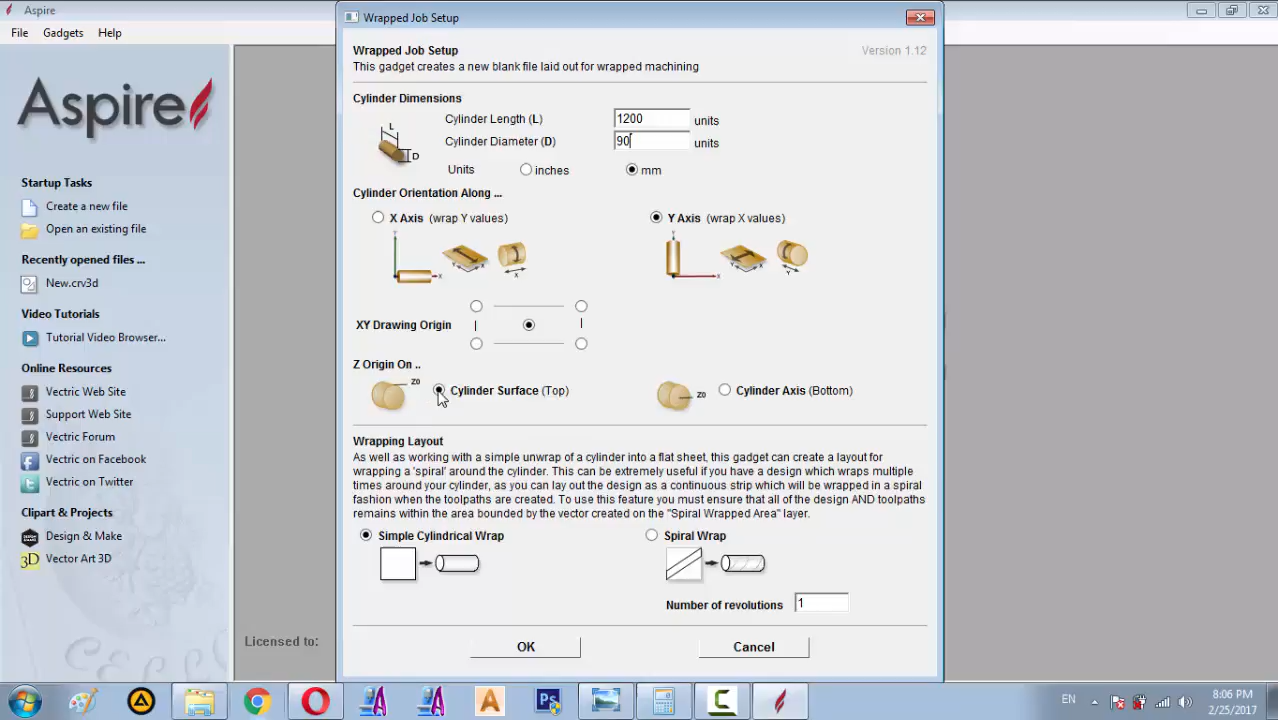 Aspire
Wrapped Job Setup
File Gadgets Help
Wrapped Job Setup
Version 1.12
This gadget creates a new blank file laid out for wrapped machining
Aspire
Cylinder Dimensions
L
D
Cylinder Length (L) 1200 units
Cylinder Diameter (D) 90 units
Units inches mm
Startup Tasks
Create a new file
Open an existing file
Cylinder Orientation Along ...
X Axis (wrap Y values)
Y Axis (wrap X values)
Recently opened files ...
New.crv3d
Video Tutorials
Tutorial Video Browser...
XY Drawing Origin
Online Resources
Vectric Web Site
Support Web Site
Vectric Forum
Vectric on Facebook
Vectric on Twitter
Z Origin On ..
Z0
Cylinder Surface (Top)
Z0
Cylinder Axis (Bottom)
Wrapping Layout
As well as working with a simple unwrap of a cylinder into a flat sheet, this gadget can create a layout for
wrapping a 'spiral' around the cylinder. This can be extremely useful if you have a design which wraps multiple
times around your cylinder, as you can lay out the design as a continuous strip which will be wrapped in a spiral
fashion when the toolpaths are created. To use this feature you must ensure that all of the design AND toolpaths
remains within the area bounded by the vector created on the "Spiral Wrapped Area" layer.
Clipart & Projects
Design & Make
Vector Art 3D
3D
Simple Cylindrical Wrap
Spiral Wrap
Number of revolutions 1
Licensed to:
OK Cancel
Ps
EN
8:06 PM
2/25/2017